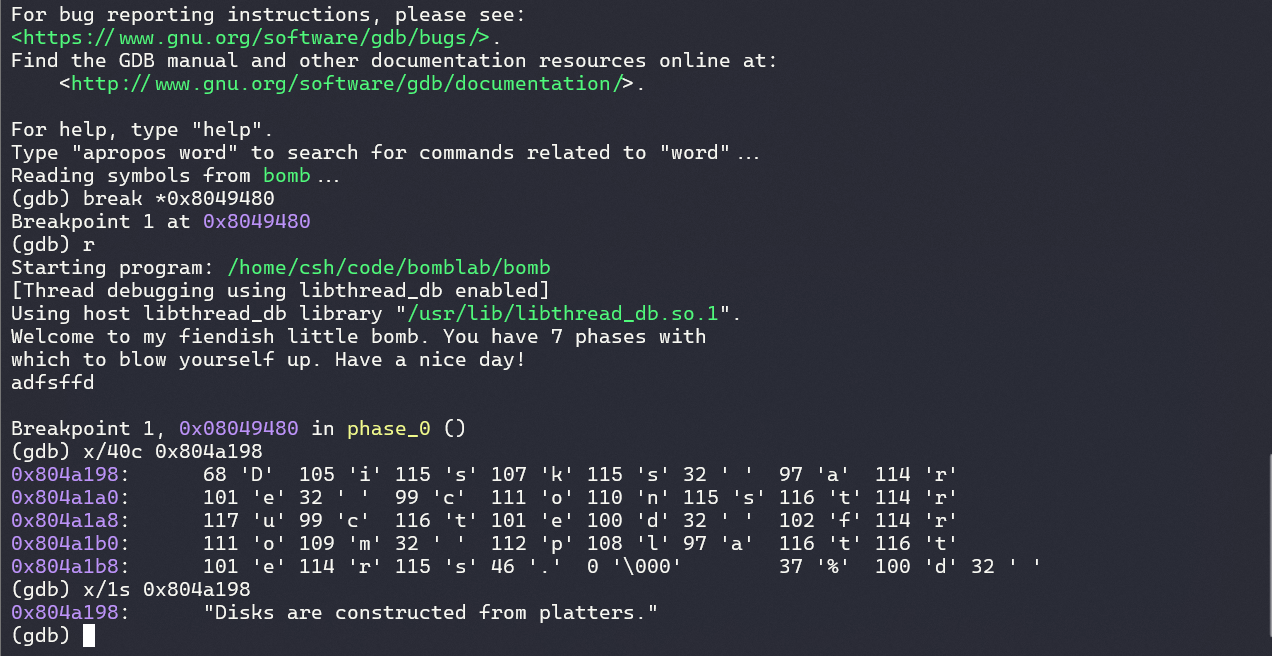 For bug reporting instructions, please see:
<https://www.gnu.org/software/gdb/bugs/>.
Find the GDB manual and other documentation resources online at:
    <http://www.gnu.org/software/gdb/documentation/>.

For help, type "help".
Type "apropos word" to search for commands related to "word"...
Reading symbols from bomb...
(gdb) break *0x8049480
Breakpoint 1 at 0x8049480
(gdb) r
Starting program: /home/csh/code/bomblab/bomb
[Thread debugging using libthread_db enabled]
Using host libthread_db library "/usr/lib/libthread_db.so.1".
Welcome to my fiendish little bomb. You have 7 phases with
which to blow yourself up. Have a nice day!
adfsffd

Breakpoint 1, 0x08049480 in phase_0 ()
(gdb) x/40c 0x804a198
0x804a198:      68 'D'  105 'i' 115 's' 107 'k' 115 's' 32 ' '  97 'a'  114 'r'
0x804a1a0:      101 'e' 32 ' '  99 'c'  111 'o' 110 'n' 115 's' 116 't' 114 'r'
0x804a1a8:      117 'u' 99 'c'  116 't' 101 'e' 100 'd' 32 ' '  102 'f' 114 'r'
0x804a1b0:      111 'o' 109 'm' 32 ' '  112 'p' 108 'l' 97 'a'  116 't' 116 't'
0x804a1b8:      101 'e' 114 'r' 115 's' 46 '.'  0 '\000'        37 '%'  100 'd' 32 ' '
(gdb) x/1s 0x804a198
0x804a198:      "Disks are constructed from platters."
(gdb)